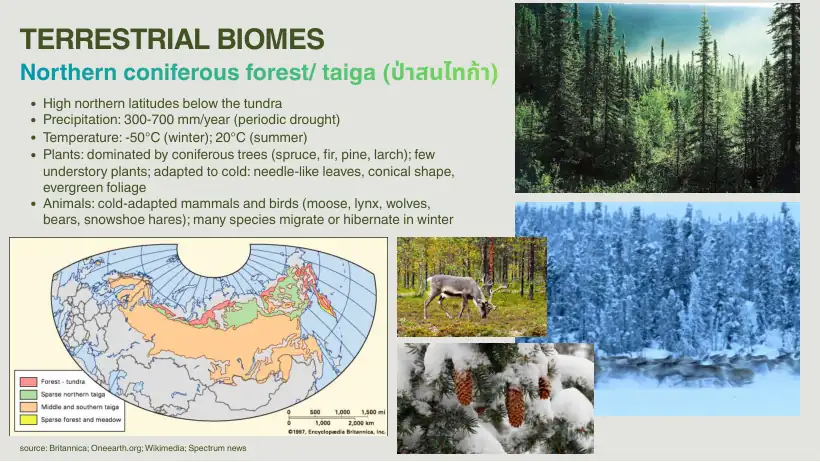 TERRESTRIAL BIOMES
Northern coniferous forest/ taiga (ป่าสนไทก้า)
• High northern latitudes below the tundra
• Precipitation: 300-700 mm/year (periodic drought)
• Temperature: -50°C (winter); 20°C (summer)
• Plants: dominated by coniferous trees (spruce, fir, pine, larch); few
understory plants; adapted to cold: needle-like leaves, conical shape,
evergreen foliage
• Animals: cold-adapted mammals and birds (moose, lynx, wolves,
bears, snowshoe hares); many species migrate or hibernate in winter
Forest - tundra
Sparse northern taiga
Middle and southern taiga
Sparse forest and meadow
0 500 1,000 1,500 mi
0 1,000 2,000 km
©1997, Encyclopædia Britannica, Inc.
source: Britannica; Onearth.org; Wikimedia; Spectrum news